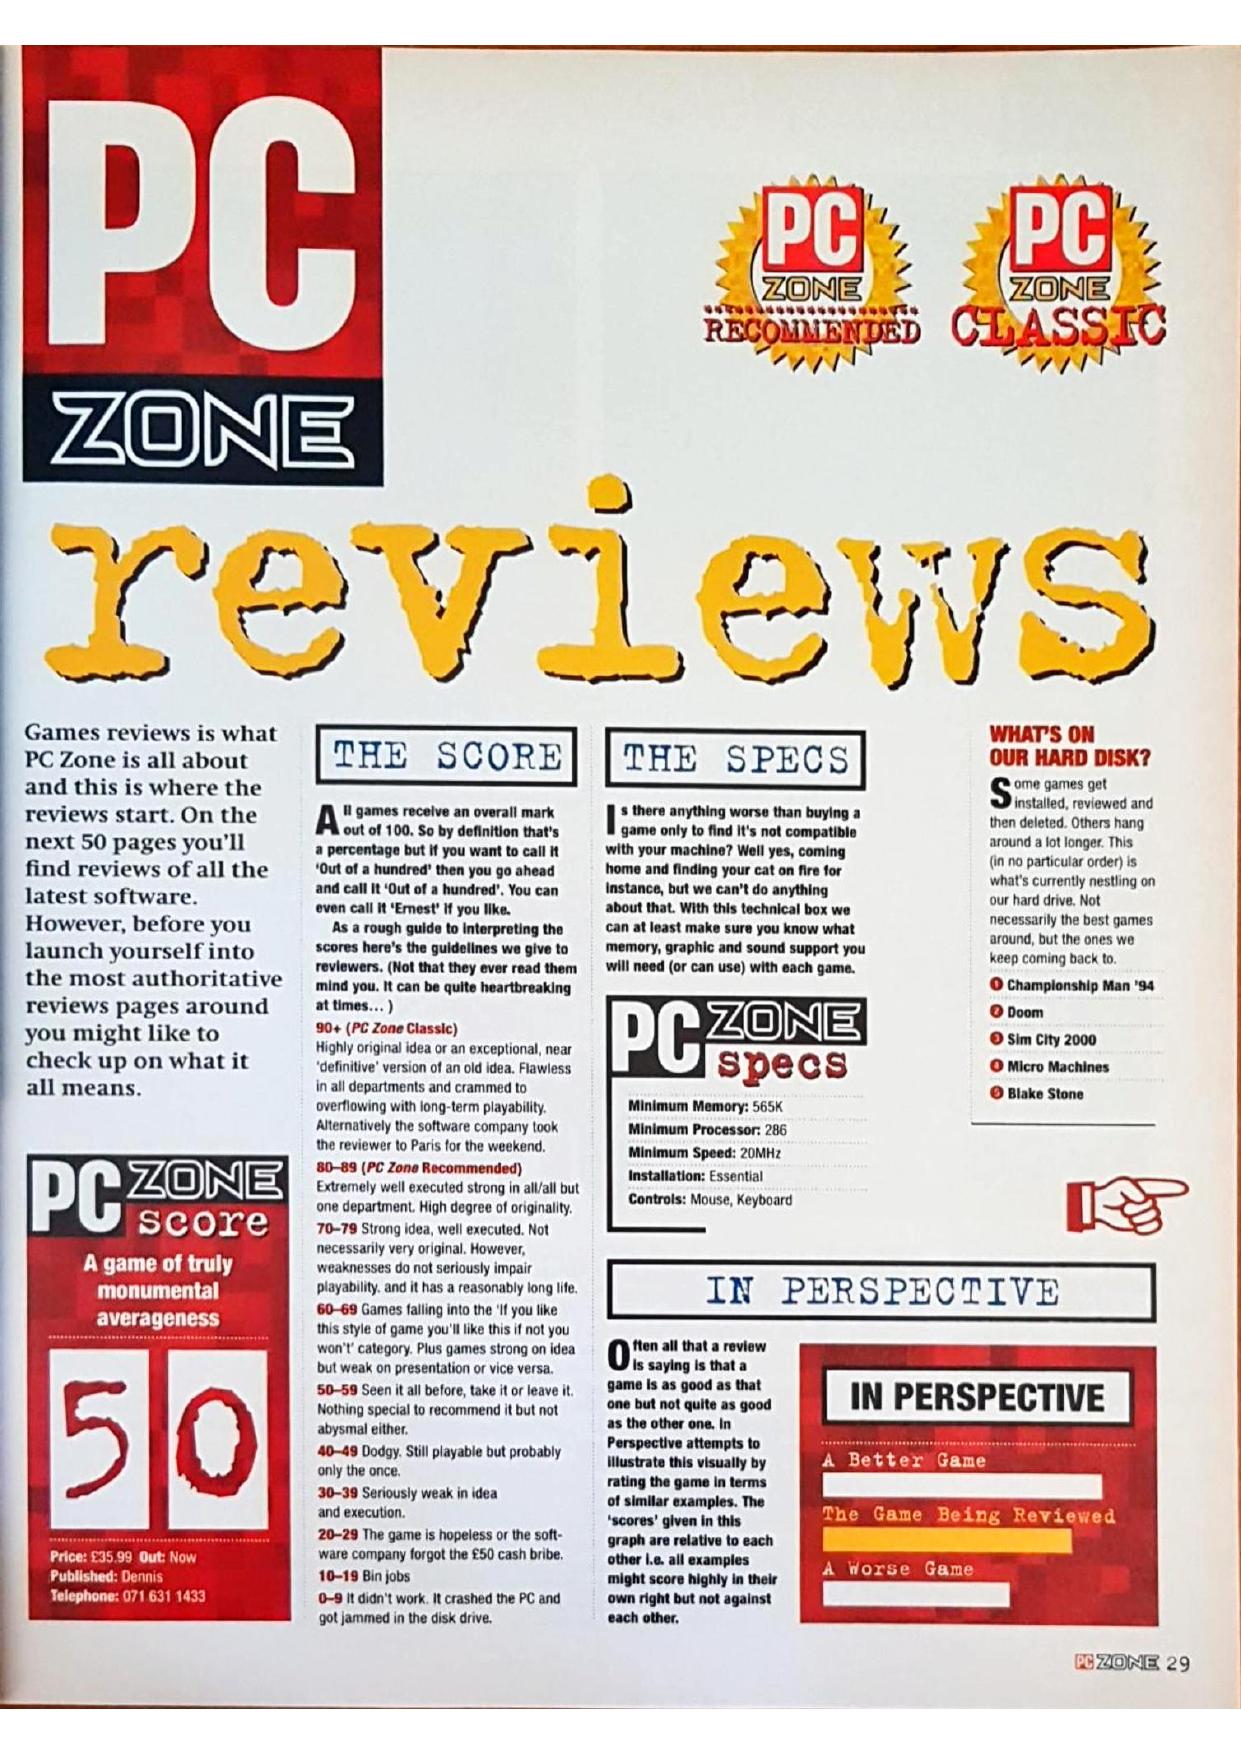 PC
ZONE
PC
ZONE
RECOMMENDED
PC
ZONE
CLASSIC
reviews
Games reviews is what
PC Zone is all about
and this is where the
reviews start. On the
next 50 pages you'll
find reviews of all the
latest software.
However, before you
launch yourself into
the most authoritative
reviews pages around
you might like to
check up on what it
all means.
PC ZONE
score
A game of truly
monumental
averageness
50
Price: £35.99 Out: Now
Published: Dennis
Telephone: 071 631 1433
THE SCORE
All games receive an overall mark
out of 100. So by definition that's
a percentage but if you want to call it
'Out of a hundred' then you go ahead
and call it 'Out of a hundred'. You can
even call it 'Ernest' if you like.
As a rough guide to interpreting the
scores here's the guidelines we give to
reviewers. (Not that they ever read them
mind you. It can be quite heartbreaking
at times... )
90+ (PC Zone Classic)
Highly original idea or an exceptional, near
'definitive' version of an old idea. Flawless
in all departments and crammed to
overflowing with long-term playability.
Alternatively the software company took
the reviewer to Paris for the weekend.
80–89 (PC Zone Recommended)
Extremely well executed strong in all/all but
one department. High degree of originality.
70–79 Strong idea, well executed. Not
necessarily very original. However,
weaknesses do not seriously impair
playability. and it has a reasonably long life.
60–69 Games falling into the 'If you like
this style of game you'll like this if not you
won't' category. Plus games strong on idea
but weak on presentation or vice versa.
50–59 Seen it all before, take it or leave it.
Nothing special to recommend it but not
abysmal either.
40–49 Dodgy. Still playable but probably
only the once.
30–39 Seriously weak in idea
and execution.
20–29 The game is hopeless or the soft-
ware company forgot the £50 cash bribe.
10–19 Bin jobs
0–9 It didn't work. It crashed the PC and
got jammed in the disk drive.
THE SPECS
Is there anything worse than buying a
game only to find it's not compatible
with your machine? Well yes, coming
home and finding your cat on fire for
instance, but we can't do anything
about that. With this technical box we
can at least make sure you know what
memory, graphic and sound support you
will need (or can use) with each game.
PC ZONE
specs
Minimum Memory: 565K
Minimum Processor: 286
Minimum Speed: 20MHz
Installation: Essential
Controls: Mouse, Keyboard
WHAT'S ON
OUR HARD DISK?
Some games get
installed, reviewed and
then deleted. Others hang
around a lot longer. This
(in no particular order) is
what's currently nestling on
our hard drive. Not
necessarily the best games
around, but the ones we
keep coming back to.
1 Championship Man '94
2 Doom
3 Sim City 2000
4 Micro Machines
5 Blake Stone
IN PERSPECTIVE
Often all that a review
is saying is that a
game is as good as that
one but not quite as good
as the other one. In
Perspective attempts to
illustrate this visually by
rating the game in terms
of similar examples. The
'scores' given in this
graph are relative to each
other i.e. all examples
might score highly in their
own right but not against
each other.
IN PERSPECTIVE
A Better Game
The Game Being Reviewed
A Worse Game
PC ZONE 29